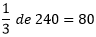 1/3 de 240 = 80